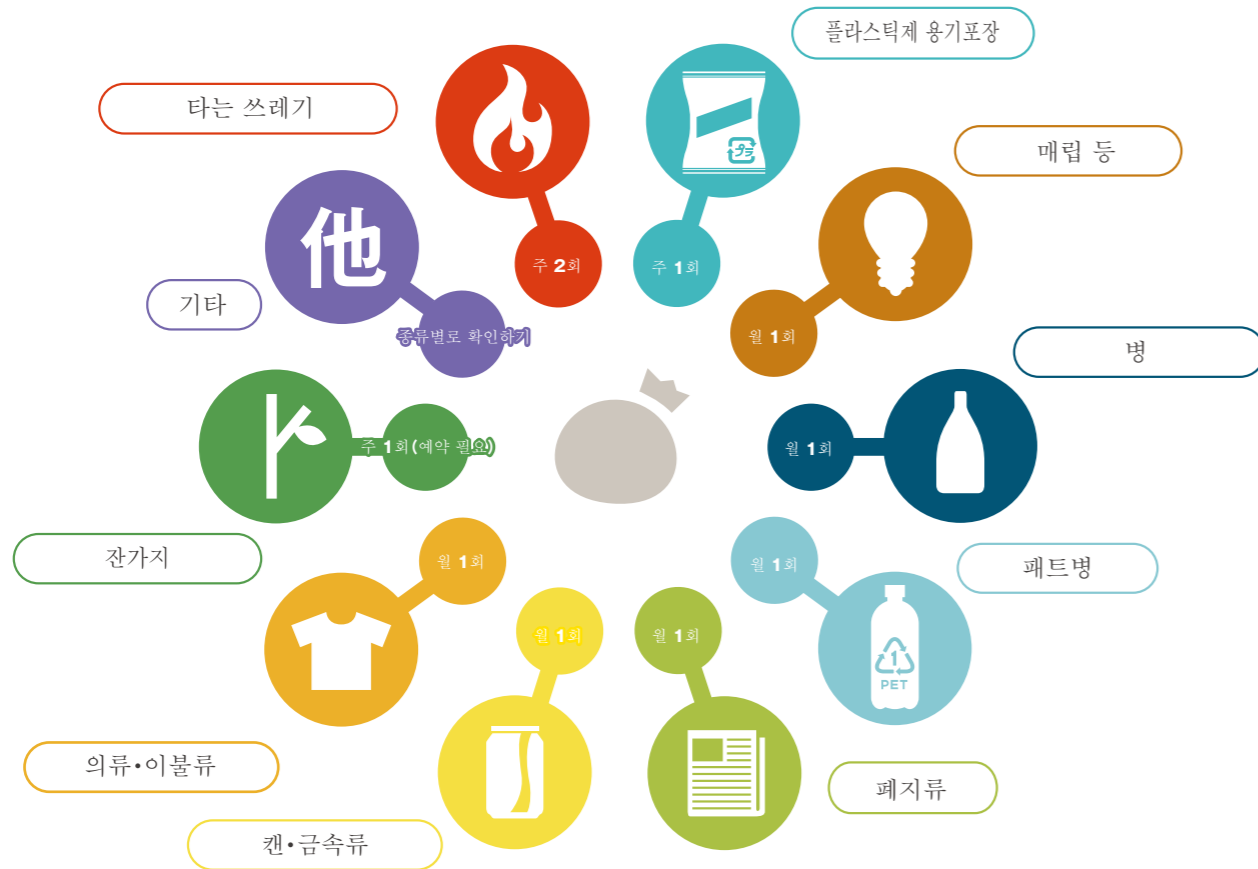 플라스틱제 용기포장
타는 쓰레기
매립 등
プラ
他
주 2회
주 1회
기타
종류별로 확인하기
월 1회
병
주 1회(예약 필요)
월 1회
잔가지
월 1회
월 1회
패트병
월 1회
월 1회
1
PET
의류•이불류
폐지류
캔•금속류